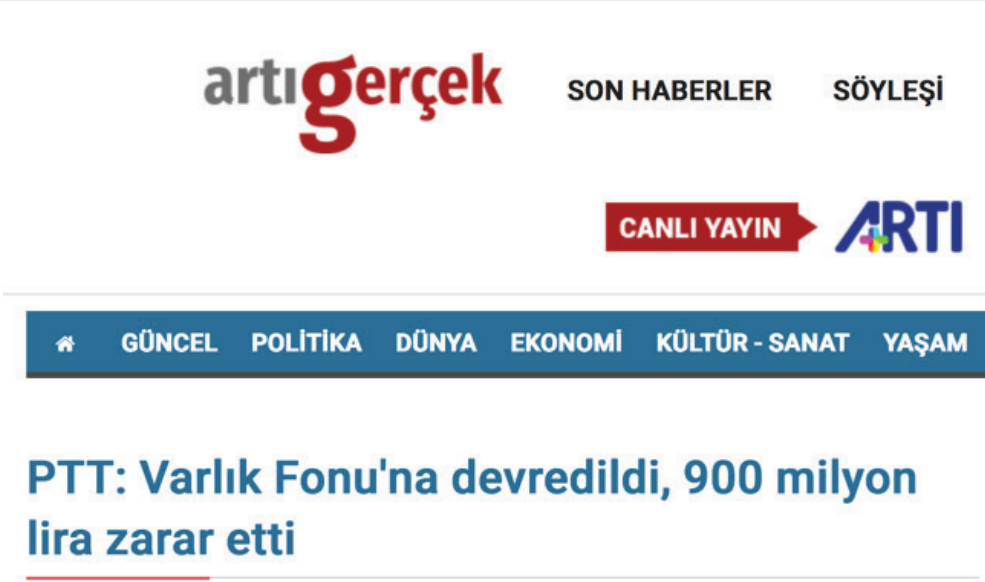 artıgerçek SON HABERLER SÖYLEŞİ
CANLI YAYIN ARTI
GÜNCEL POLİTİKA DÜNYA EKONOMİ KÜLTÜR - SANAT YAŞAM
PTT: Varlık Fonu'na devredildi, 900 milyon
lira zarar etti